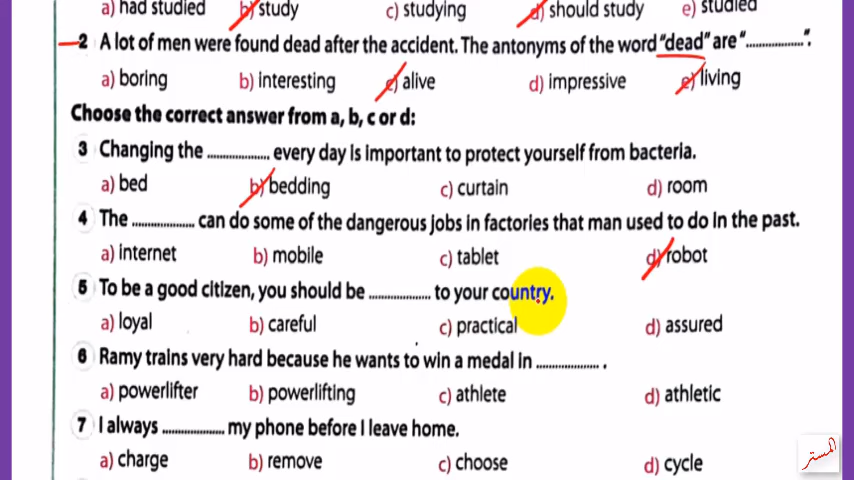 a) had studied b) study c) studying d) should study e) studied
2 A lot of men were found dead after the accident. The antonyms of the word "dead" are "...............".
a) boring b) interesting c) alive d) impressive e) living
Choose the correct answer from a, b, c or d:
3 Changing the ................ every day is important to protect yourself from bacteria.
a) bed b) bedding c) curtain d) room
4 The ................ can do some of the dangerous jobs in factories that man used to do in the past.
a) internet b) mobile c) tablet d) robot
5 To be a good citizen, you should be ................ to your country.
a) loyal b) careful c) practical d) assured
6 Ramy trains very hard because he wants to win a medal in ................ .
a) powerlifter b) powerlifting c) athlete d) athletic
7 I always ................ my phone before I leave home.
a) charge b) remove c) choose d) cycle
المستر